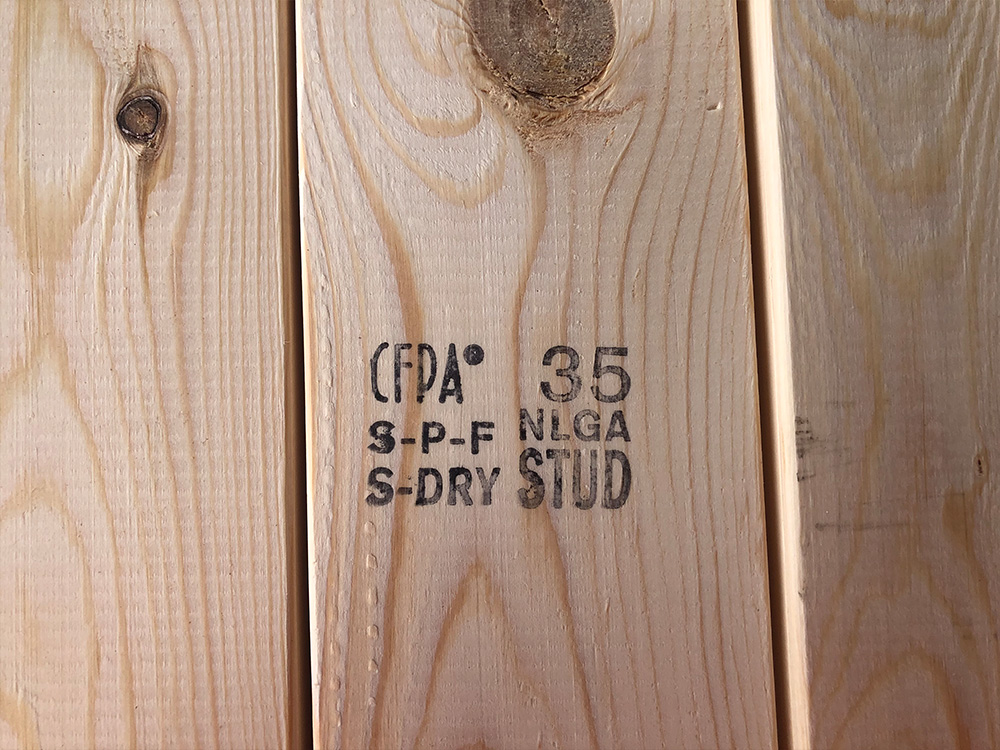 CFPA® 35
S-P-F NLGA
S-DRY STUD